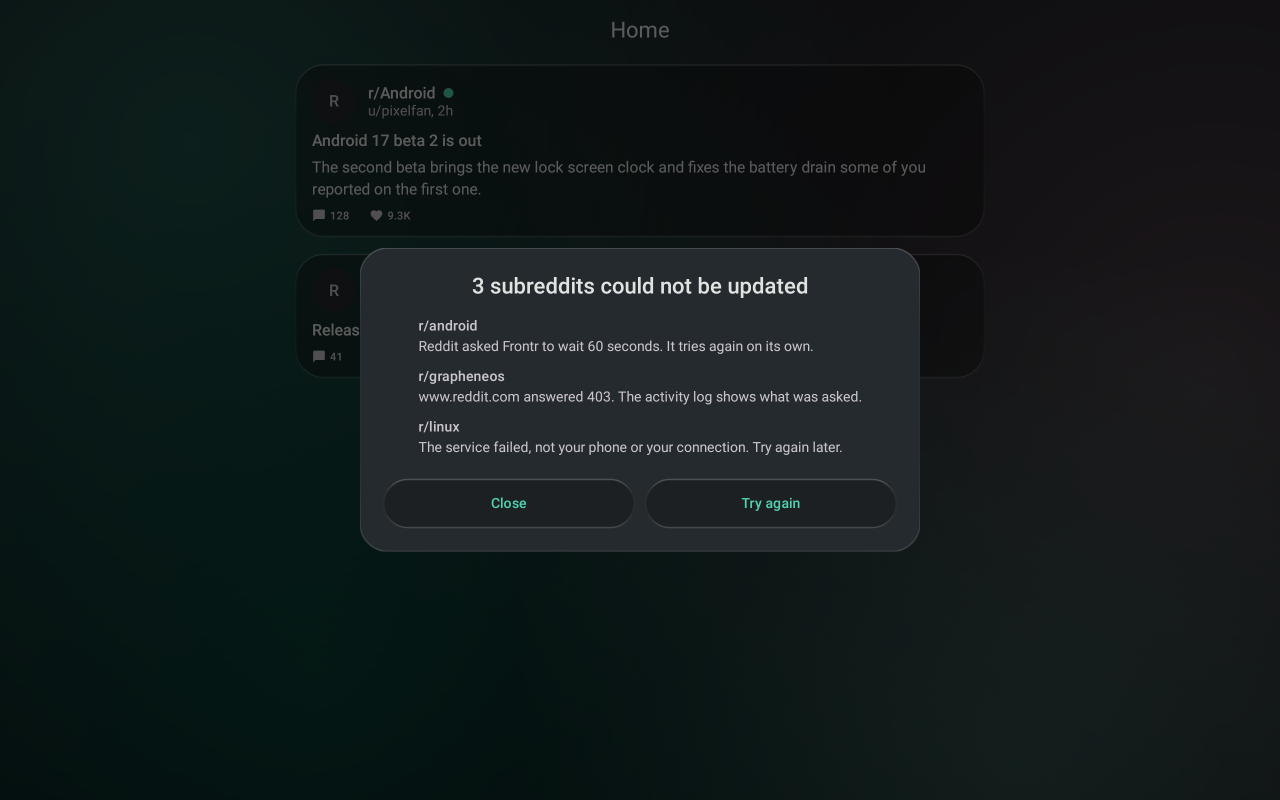 Home
R
r/Android
u/pixelfan, 2h
Android 17 beta 2 is out
The second beta brings the new lock screen clock and fixes the battery drain some of you
reported on the first one.
128 9.3K
R
Releas
41
3 subreddits could not be updated
r/android
Reddit asked Frontr to wait 60 seconds. It tries again on its own.
r/grapheneos
www.reddit.com answered 403. The activity log shows what was asked.
r/linux
The service failed, not your phone or your connection. Try again later.
Close Try again